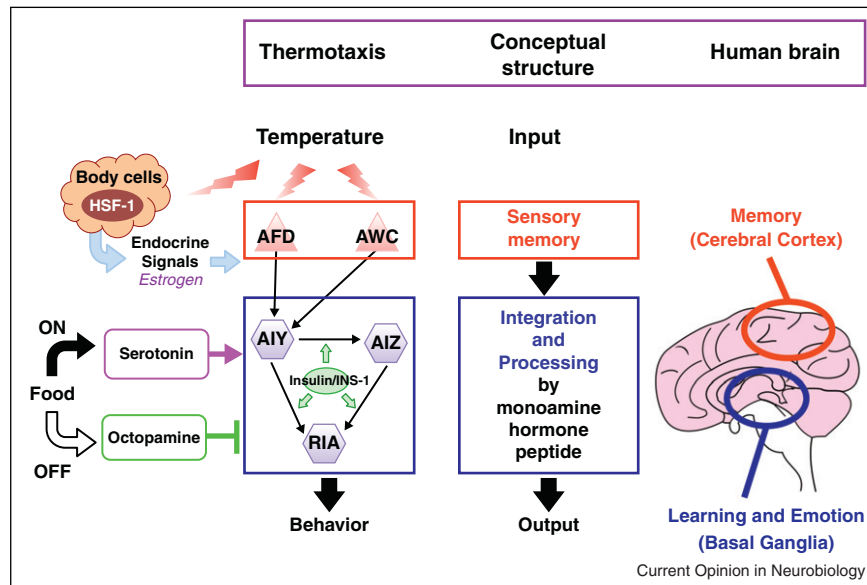 Thermotaxis
Conceptual
structure
Human brain
Temperature
Input
Body cells
HSF-1
Endocrine
Signals
Estrogen
AFD
AWC
Sensory
memory
Memory
(Cerebral Cortex)
ON
Serotonin
Food
Octopamine
OFF
AIY
AIZ
Insulin/INS-1
RIA
Integration
and
Processing
by
monoamine
hormone
peptide
Behavior
Output
Learning and Emotion
(Basal Ganglia)
Current Opinion in Neurobiology